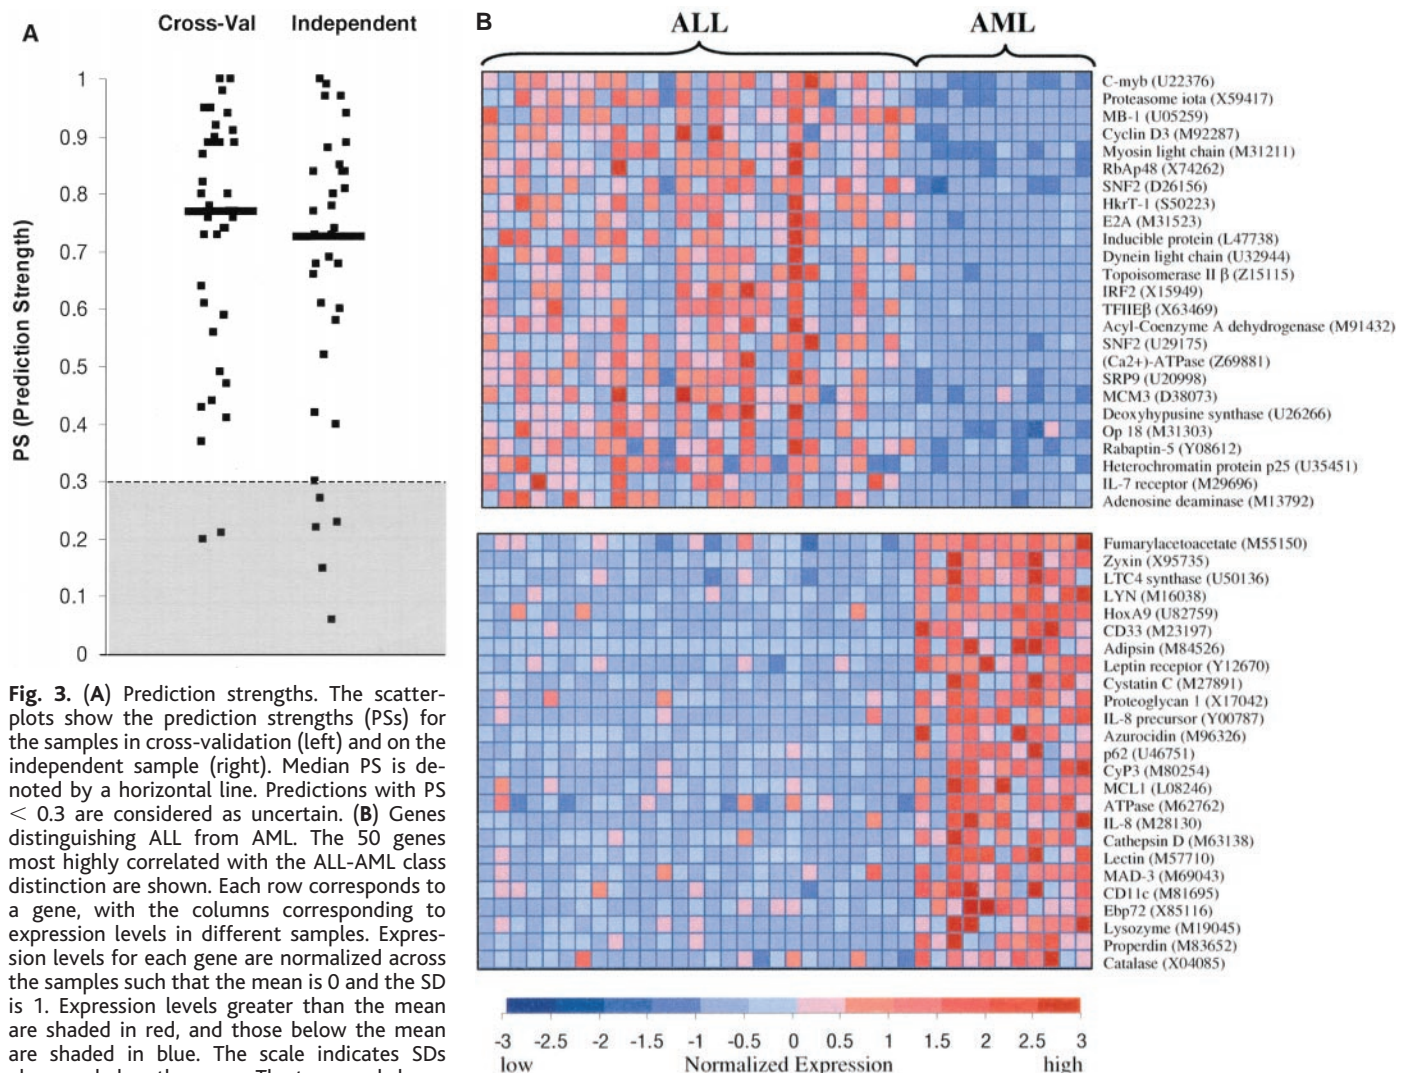 A
Cross-Val
Independent
1
0.9
0.8
0.7
0.6
0.5
0.4
0.3
0.2
0.1
0
PS (Prediction Strength)
Fig. 3. (A) Prediction strengths. The scatter-
plots show the prediction strengths (PSs) for
the samples in cross-validation (left) and on the
independent sample (right). Median PS is de-
noted by a horizontal line. Predictions with PS
< 0.3 are considered as uncertain. (B) Genes
distinguishing ALL from AML. The 50 genes
most highly correlated with the ALL-AML class
distinction are shown. Each row corresponds to
a gene, with the columns corresponding to
expression levels in different samples. Expres-
sion levels for each gene are normalized across
the samples such that the mean is 0 and the SD
is 1. Expression levels greater than the mean
are shaded in red, and those below the mean
are shaded in blue. The scale indicates SDs
B
ALL
AML
C-myb (U22376)
Proteasome iota (X59417)
MB-1 (U05259)
Cyclin D3 (M92287)
Myosin light chain (M31211)
RbAp48 (X74262)
SNF2 (D26156)
HkrT-1 (S50223)
E2A (M31523)
Inducible protein (L47738)
Dynein light chain (U32944)
Topoisomerase II β (Z15115)
IRF2 (X15949)
TFIIEβ (X63469)
Acyl-Coenzyme A dehydrogenase (M91432)
SNF2 (U29175)
(Ca2+)-ATPase (Z69881)
SRP9 (U20998)
MCM3 (D38073)
Deoxyhypusine synthase (U26266)
Op 18 (M31303)
Rabaptin-5 (Y08612)
Heterochromatin protein p25 (U35451)
IL-7 receptor (M29696)
Adenosine deaminase (M13792)
Fumarylacetoacetate (M55150)
Zyxin (X95735)
LTC4 synthase (U50136)
LYN (M16038)
HoxA9 (U82759)
CD33 (M23197)
Adipsin (M84526)
Leptin receptor (Y12670)
Cystatin C (M27891)
Proteoglycan 1 (X17042)
IL-8 precursor (Y00787)
Azurocidin (M96326)
p62 (U46751)
CyP3 (M80254)
MCL1 (L08246)
ATPase (M62762)
IL-8 (M28130)
Cathepsin D (M63138)
Lectin (M57710)
MAD-3 (M69043)
CD11c (M81695)
Ebp72 (X85116)
Lysozyme (M19045)
Properdin (M83652)
Catalase (X04085)
-3 -2.5 -2 -1.5 -1 -0.5 0 0.5 1 1.5 2 2.5 3
low Normalized Expression high